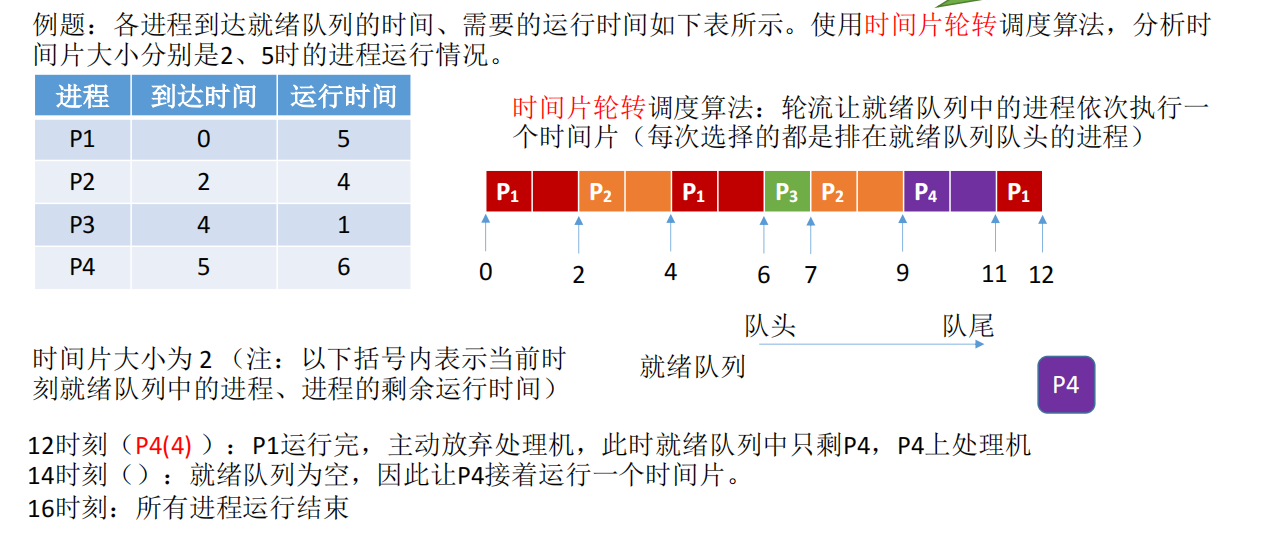 例题：各进程到达就绪队列的时间、需要的运行时间如下表所示。使用时间片轮转调度算法，分析时
间片大小分别是2、5时的进程运行情况。
进程 到达时间 运行时间
P1 0 5
P2 2 4
P3 4 1
P4 5 6
时间片轮转调度算法：轮流让就绪队列中的进程依次执行一
个时间片（每次选择的都是排在就绪队列队头的进程）
P1 P2 P1 P3 P2 P4 P1
0 2 4 6 7 9 11 12
队头 队尾
就绪队列
P4
时间片大小为 2 （注：以下括号内表示当前时
刻就绪队列中的进程、进程的剩余运行时间）
12时刻（P4(4) ）：P1运行完，主动放弃处理机，此时就绪队列中只剩P4，P4上处理机
14时刻（）：就绪队列为空，因此让P4接着运行一个时间片。
16时刻：所有进程运行结束